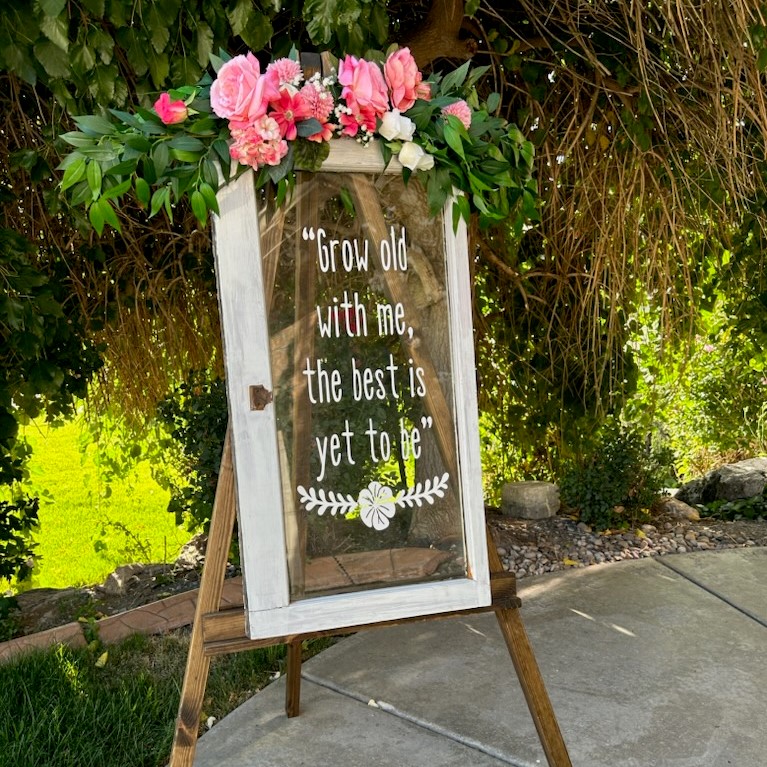 “Grow old
with me,
the best is
yet to be”